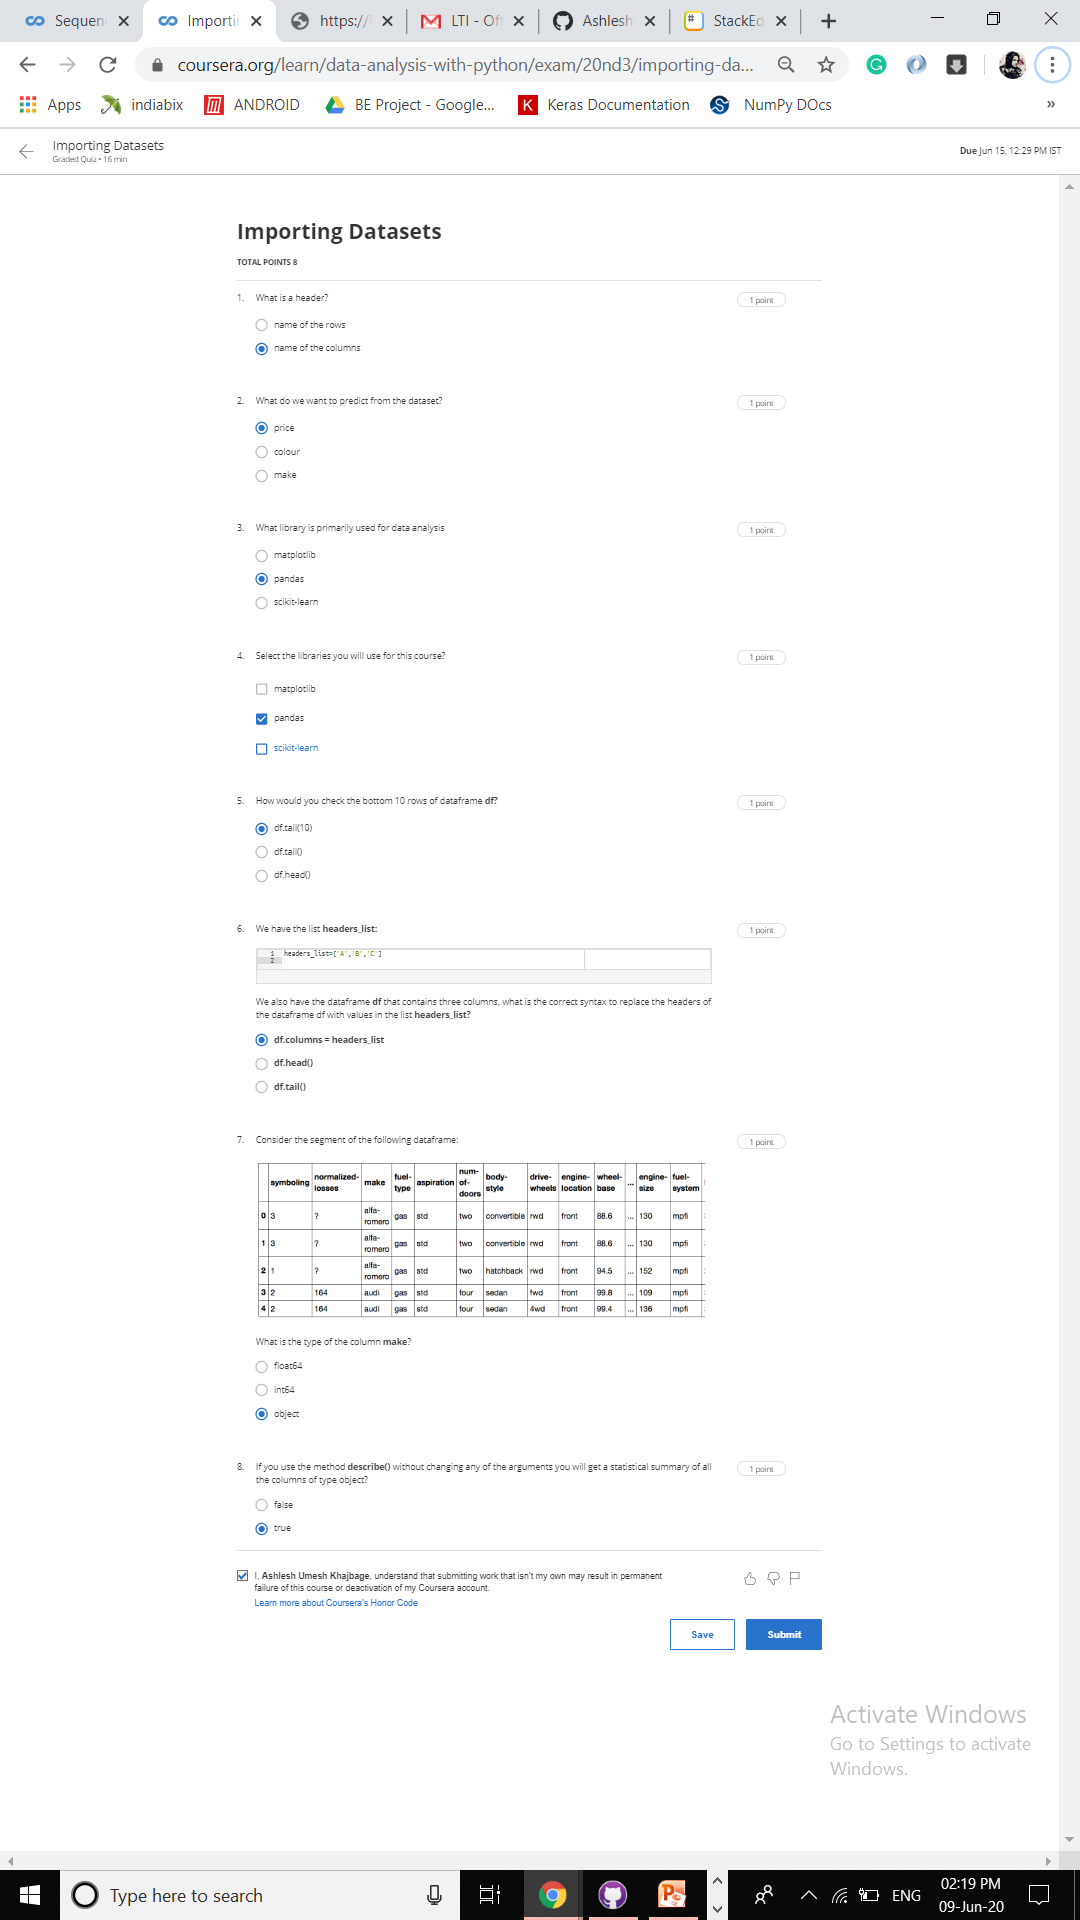 Sequen
Importin
https://
LTI - Off
Ashlesh
StackEd
coursera.org/learn/data-analysis-with-python/exam/20nd3/importing-da...
Apps
indiabix
ANDROID
BE Project - Google...
K
Keras Documentation
NumPy DOcs
»
Importing Datasets
Graded Quiz • 16 min
Due Jun 15, 12:29 PM IST
Importing Datasets
TOTAL POINTS 8
1. What is a header?
1 point
name of the rows
name of the columns
2. What do we want to predict from the dataset?
1 point
price
colour
make
3. What library is primarily used for data analysis
1 point
matplotlib
pandas
scikit-learn
4. Select the libraries you will use for this course?
1 point
matplotlib
pandas
scikit-learn
5. How would you check the bottom 10 rows of dataframe df?
1 point
df.tail(10)
df.tail()
df.head()
6. We have the list headers_list:
1 point
1 headers_list=['A','B','C']
2
We also have the dataframe df that contains three columns, what is the correct syntax to replace the headers of
the dataframe df with values in the list headers_list?
df.columns = headers_list
df.head()
df.tail()
7. Consider the segment of the following dataframe:
1 point
symboling normalized-losses make fuel-type aspiration num-of-doors body-style drive-wheels engine-location wheel-base ... engine-size fuel-system
0 3 ? alfa-romero gas std two convertible rwd front 88.6 ... 130 mpfi
1 3 ? alfa-romero gas std two convertible rwd front 88.6 ... 130 mpfi
2 1 ? alfa-romero gas std two hatchback rwd front 94.5 ... 152 mpfi
3 2 164 audi gas std four sedan fwd front 99.8 ... 109 mpfi
4 2 164 audi gas std four sedan 4wd front 99.4 ... 136 mpfi
What is the type of the column make?
float64
int64
object
8. If you use the method describe() without changing any of the arguments you will get a statistical summary of all
the columns of type object?
1 point
false
true
I, Ashlesh Umesh Khajbage, understand that submitting work that isn't my own may result in permanent
failure of this course or deactivation of my Coursera account.
Learn more about Coursera's Honor Code
Save
Submit
Activate Windows
Go to Settings to activate
Windows.
Type here to search
ENG
02:19 PM
09-Jun-20